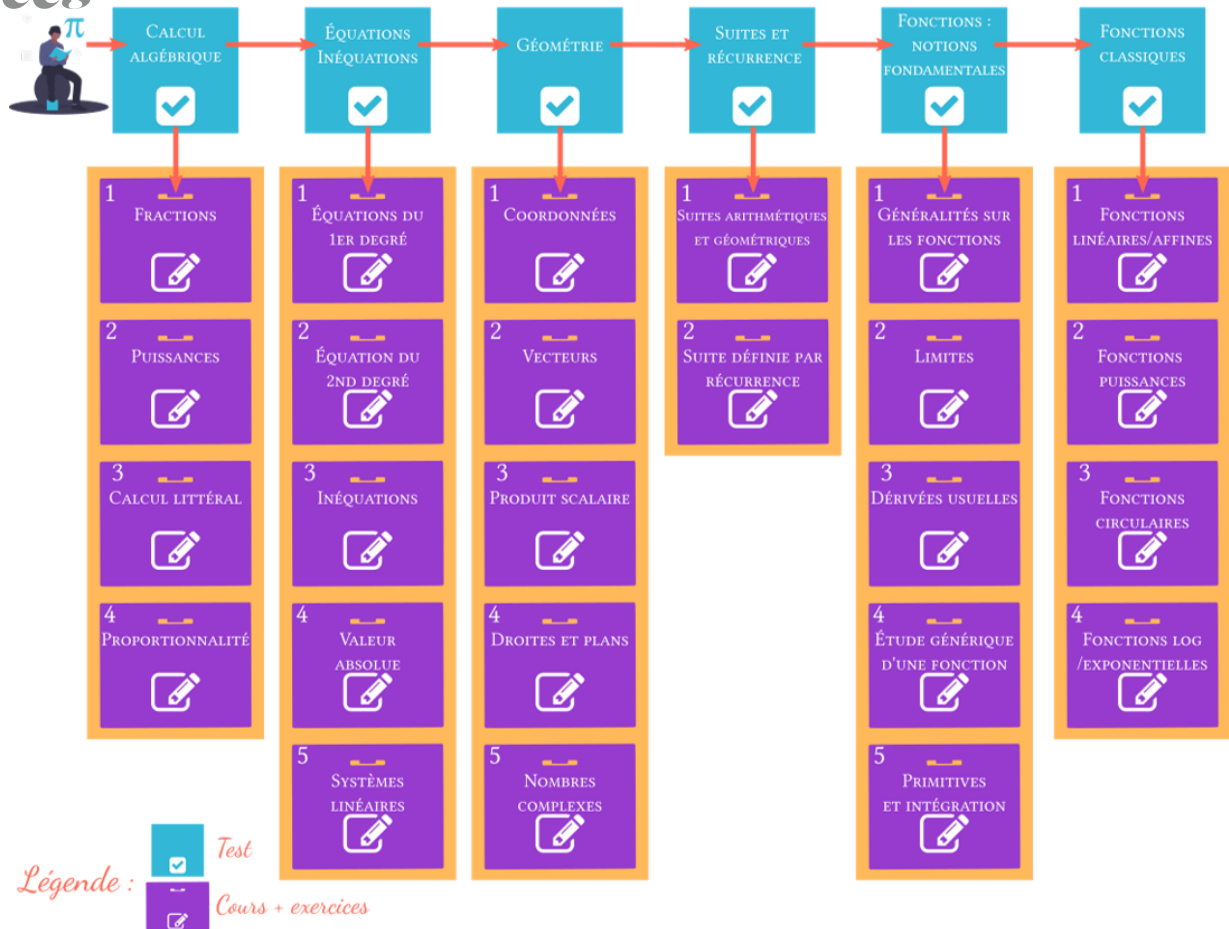 π
Calcul
algébrique
Équations
Inéquations
Géométrie
Suites et
récurrence
Fonctions :
notions
fondamentales
Fonctions
classiques
1
Fractions
2
Puissances
3
Calcul littéral
4
Proportionnalité
1
Équations du
1er degré
2
Équation du
2nd degré
3
Inéquations
4
Valeur
absolue
5
Systèmes
linéaires
1
Coordonnées
2
Vecteurs
3
Produit scalaire
4
Droites et plans
5
Nombres
complexes
1
Suites arithmétiques
et géométriques
2
Suite définie par
récurrence
1
Généralités sur
les fonctions
2
Limites
3
Dérivées usuelles
4
Étude générique
d'une fonction
5
Primitives
et intégration
1
Fonctions
linéaires/affines
2
Fonctions
puissances
3
Fonctions
circulaires
4
Fonctions log
/exponentielles
Légende :
Test
Cours + exercices